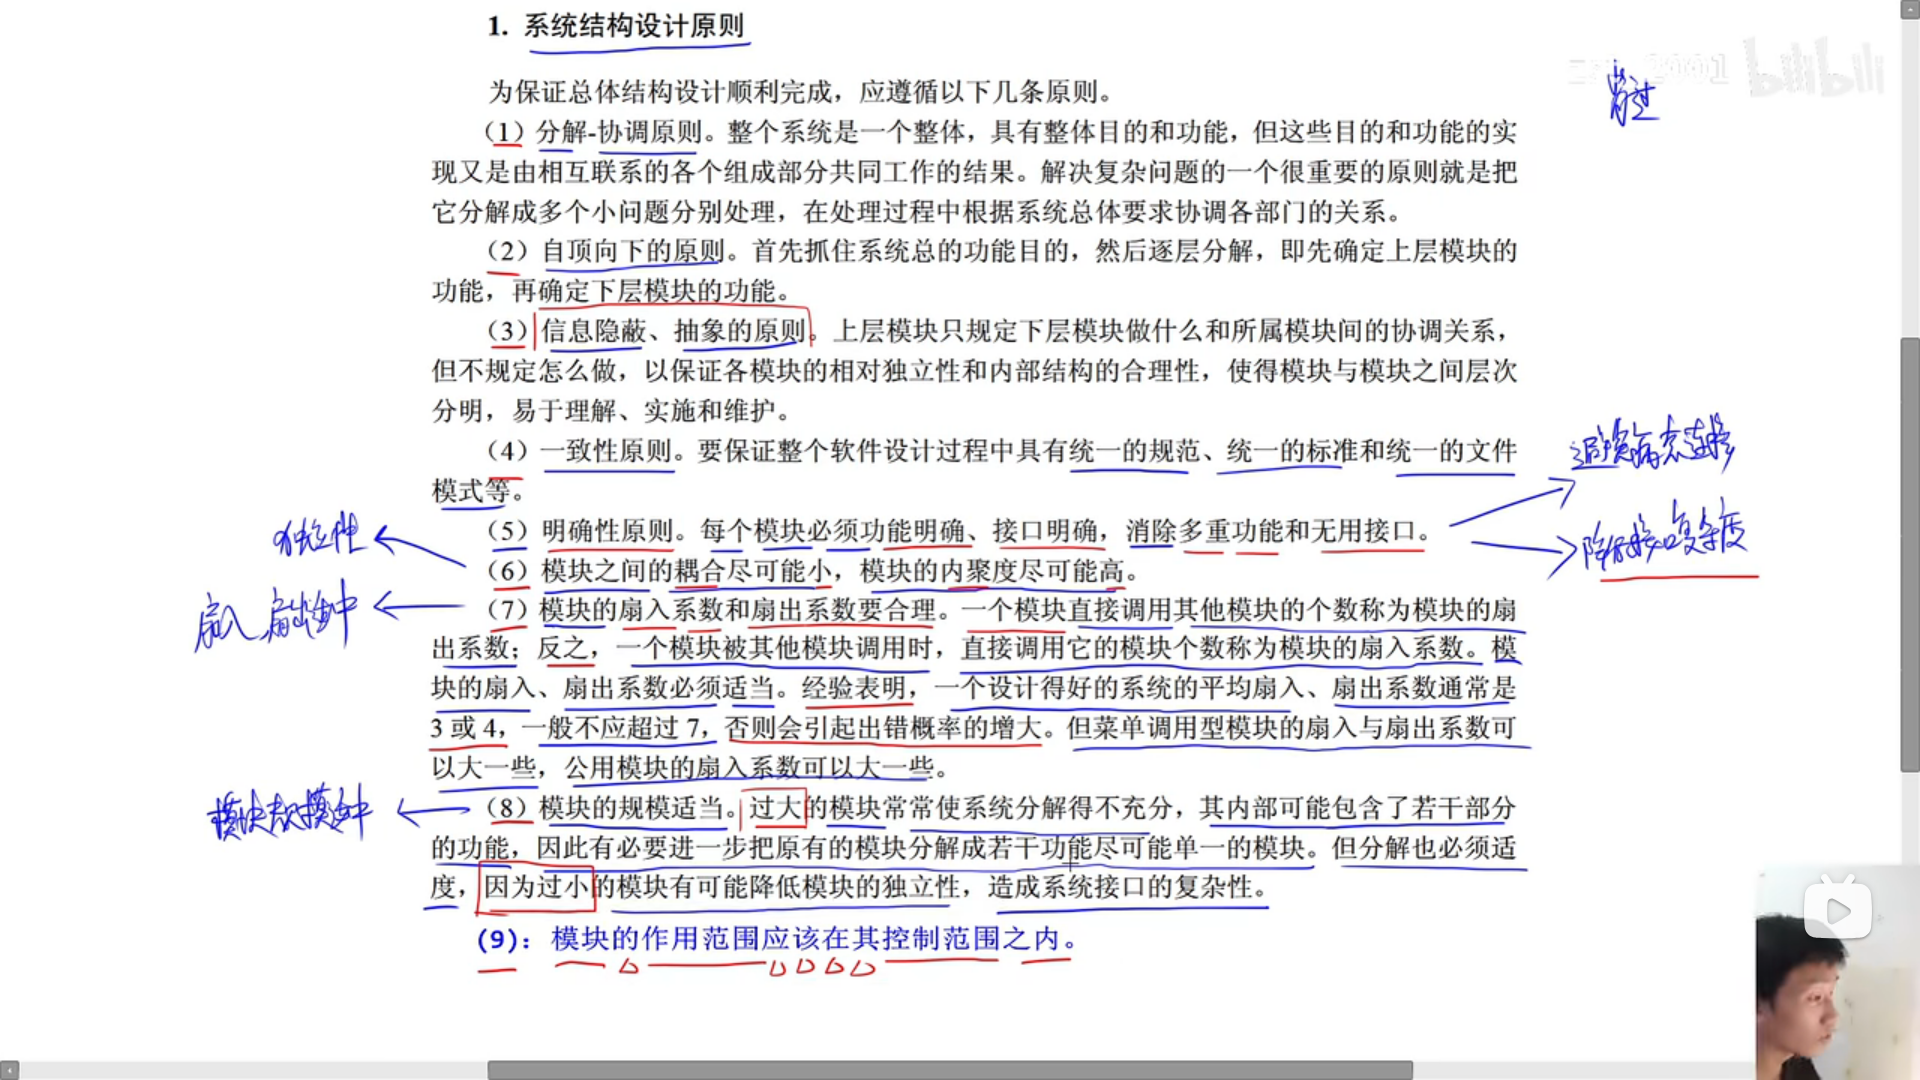 1. 系统结构设计原则
bilibili
为保证总体结构设计顺利完成，应遵循以下几条原则。
（1）分解-协调原则。整个系统是一个整体，具有整体目的和功能，但这些目的和功能的实
现又是由相互联系的各个组成部分共同工作的结果。解决复杂问题的一个很重要的原则就是把
它分解成多个小问题分别处理，在处理过程中根据系统总体要求协调各部门的关系。
（2）自顶向下的原则。首先抓住系统总的功能目的，然后逐层分解，即先确定上层模块的
功能，再确定下层模块的功能。
（3）信息隐蔽、抽象的原则。上层模块只规定下层模块做什么和所属模块间的协调关系，
但不规定怎么做，以保证各模块的相对独立性和内部结构的合理性，使得模块与模块之间层次
分明，易于理解、实施和维护。
（4）一致性原则。要保证整个软件设计过程中具有统一的规范、统一的标准和统一的文件
模式等。
避免病态连接
（5）明确性原则。每个模块必须功能明确、接口明确，消除多重功能和无用接口。
降低接口复杂度
独立性
（6）模块之间的耦合尽可能小，模块的内聚度尽可能高。
扇入、扇出适中
（7）模块的扇入系数和扇出系数要合理。一个模块直接调用其他模块的个数称为模块的扇
出系数；反之，一个模块被其他模块调用时，直接调用它的模块个数称为模块的扇入系数。模
块的扇入、扇出系数必须适当。经验表明，一个设计得好的系统的平均扇入、扇出系数通常是
3 或 4，一般不应超过 7，否则会引起出错概率的增大。但菜单调用型模块的扇入与扇出系数可
以大一些，公用模块的扇入系数可以大一些。
模块规模适中
（8）模块的规模适当。过大的模块常常使系统分解得不充分，其内部可能包含了若干部分
的功能，因此有必要进一步把原有的模块分解成若干功能尽可能单一的模块。但分解也必须适
度，因为过小的模块有可能降低模块的独立性，造成系统接口的复杂性。
(9)：模块的作用范围应该在其控制范围之内。